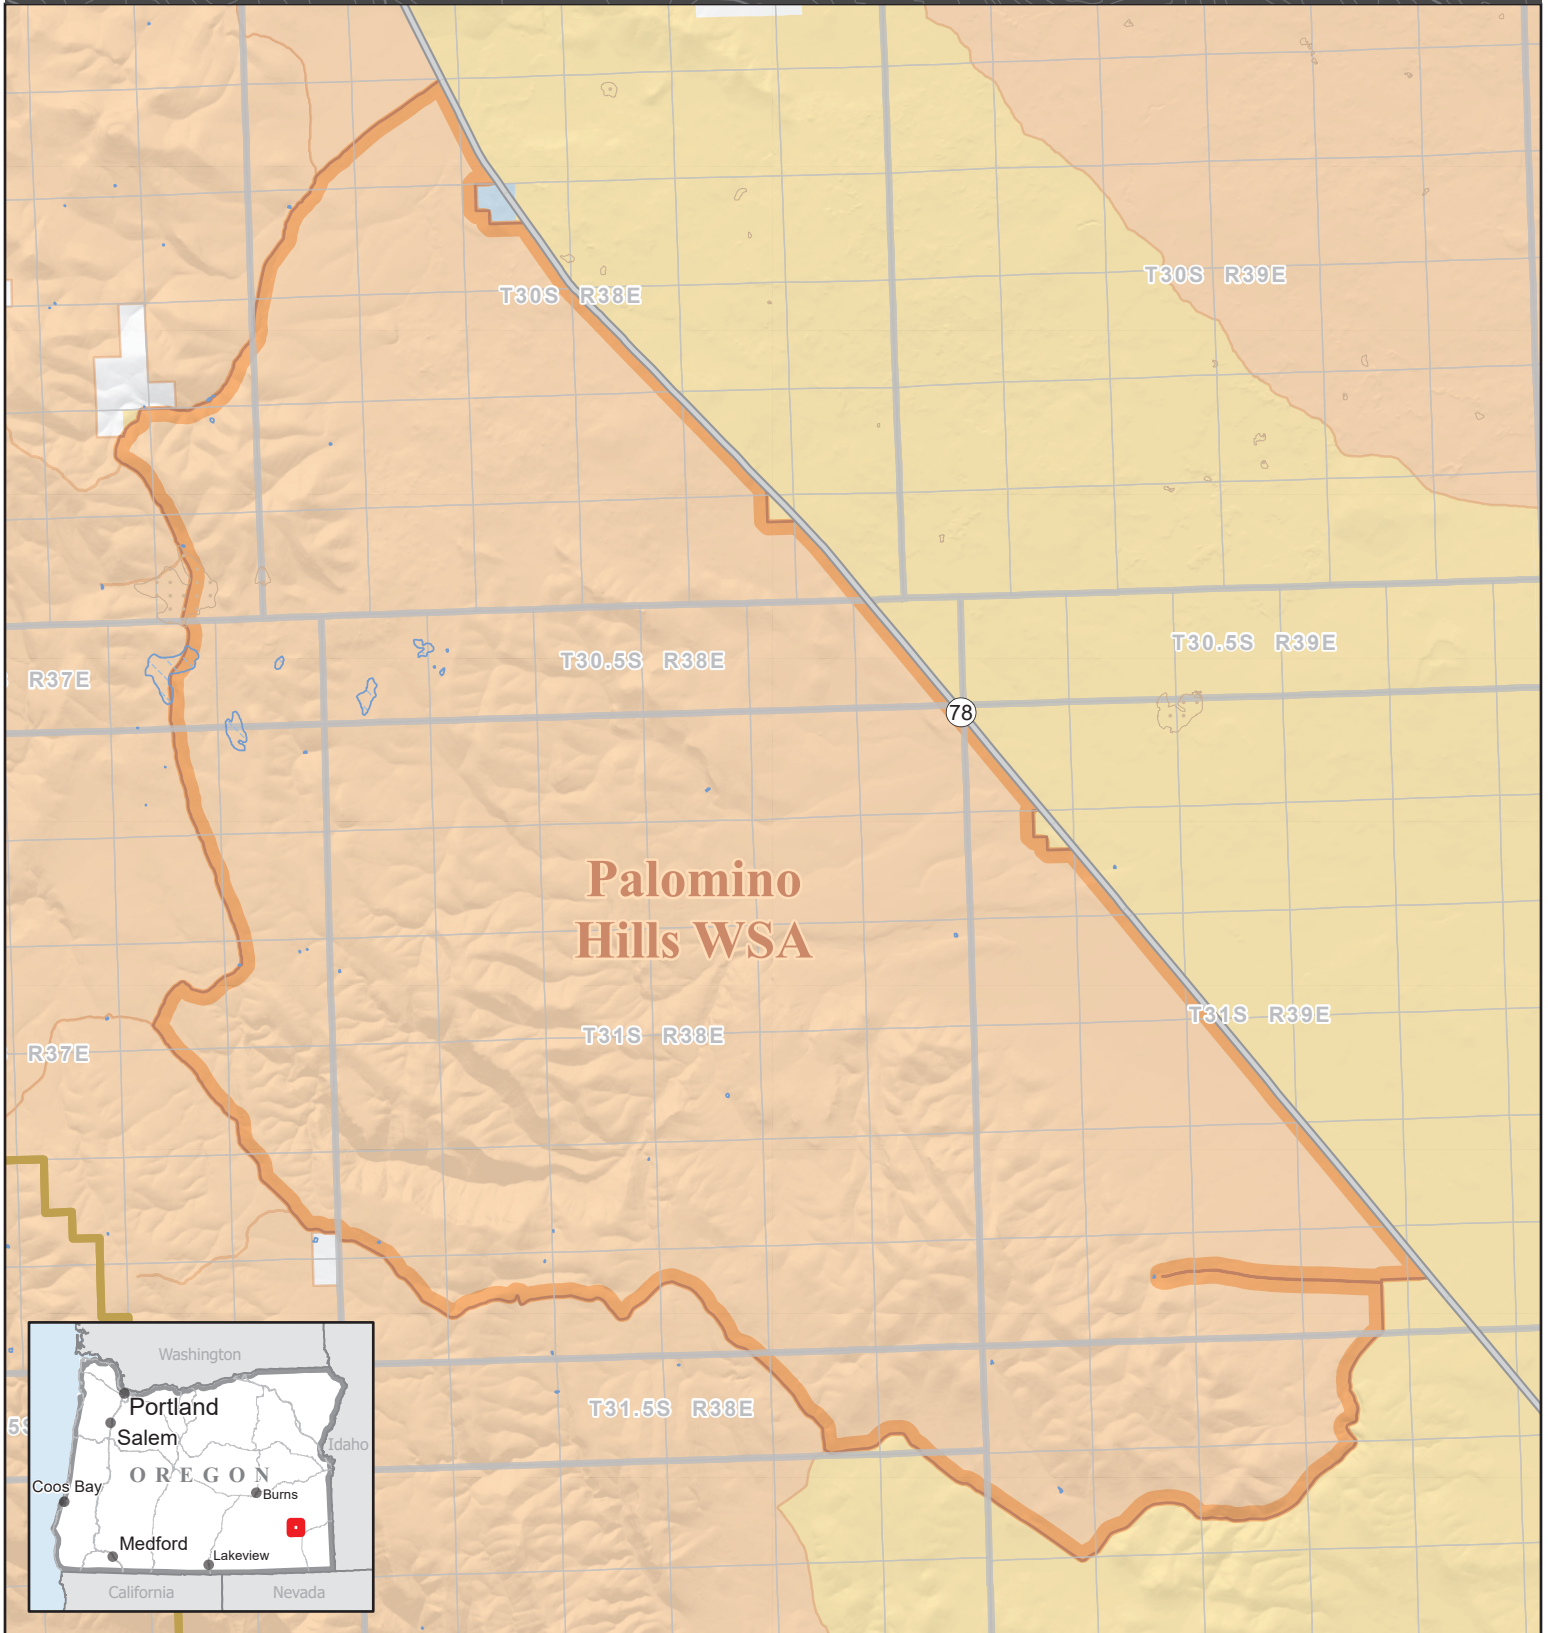 T30S R39E
T30S R38E
T30.5S R39E
T30.5S R38E
R37E
78
Palomino
Hills WSA
T31S R39E
T31S R38E
R37E
T31.5S R38E
5S
Washington
Portland
Salem
Idaho
OREGON
Coos Bay
Burns
Medford
Lakeview
California
Nevada